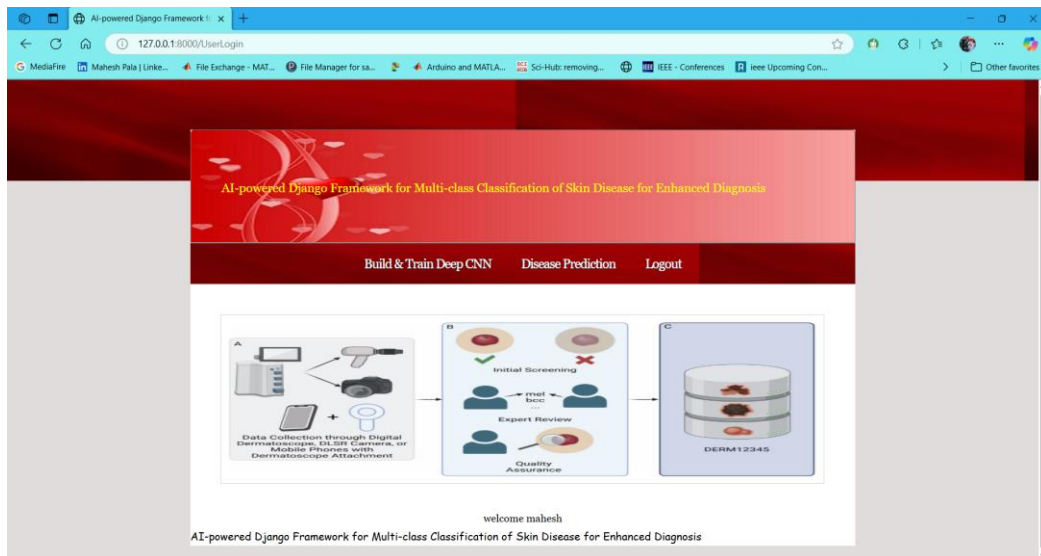 AI-powered Django Framework f
127.0.0.1:8000/UserLogin
MediaFire
Mahesh Pala | Linke...
File Exchange - MAT...
File Manager for sa...
Arduino and MATLA...
Sci-Hub: removing...
IEEE - Conferences
ieee Upcoming Con...
Other favorites
AI-powered Django Framework for Multi-class Classification of Skin Disease for Enhanced Diagnosis
Build & Train Deep CNN
Disease Prediction
Logout
A
Data Collection through Digital
Dermatoscope, DLSR Camera, or
Mobile Phones with
Dermatoscope Attachment
B
Initial Screening
mel
bcc
...
Expert Review
Quality
Assurance
C
DERM12345
welcome mahesh
AI-powered Django Framework for Multi-class Classification of Skin Disease for Enhanced Diagnosis